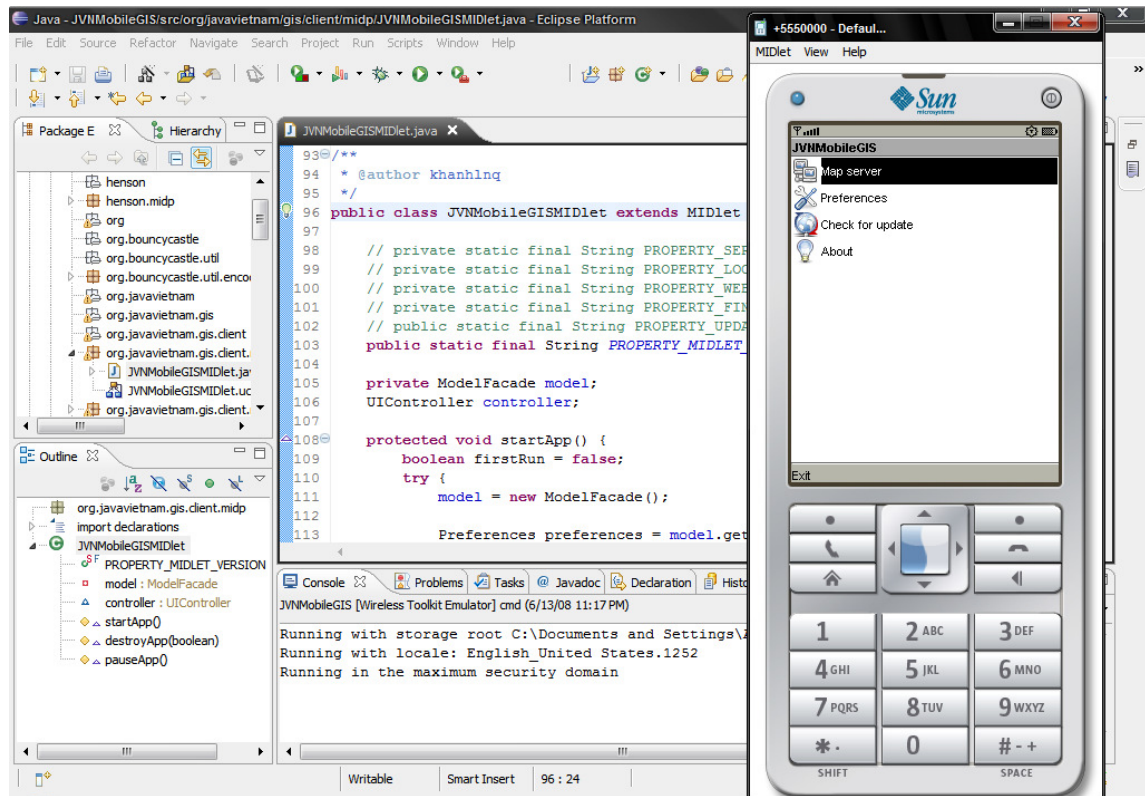 Java - JVNMobileGIS/src/org/javavietnam/gis/client/midp/JVNMobileGISMIDlet.java - Eclipse Platform
File Edit Source Refactor Navigate Search Project Run Scripts Window Help
Package E Hierarchy
henson
henson.midp
org
org.bouncycastle
org.bouncycastle.util
org.bouncycastle.util.enco
org.javavietnam
org.javavietnam.gis
org.javavietnam.gis.client
org.javavietnam.gis.client.
JVNMobileGISMIDlet.ja
JVNMobileGISMIDlet.uc
org.javavietnam.gis.client.
Outline
org.javavietnam.gis.client.midp
import declarations
JVNMobileGISMIDlet
PROPERTY_MIDLET_VERSION
model : ModelFacade
controller : UIController
startApp()
destroyApp(boolean)
pauseApp()
JVNMobileGISMIDlet.java
93 /**
94 * @author khanhlnq
95 */
96 public class JVNMobileGISMIDlet extends MIDlet
97
98 // private static final String PROPERTY_SER
99 // private static final String PROPERTY_LOC
100 // private static final String PROPERTY_WEB
101 // private static final String PROPERTY_FIN
102 // public static final String PROPERTY_UPDA
103 public static final String PROPERTY_MIDLET_
104
105 private ModelFacade model;
106 UIController controller;
107
108 protected void startApp() {
109 boolean firstRun = false;
110 try {
111 model = new ModelFacade();
112
113 Preferences preferences = model.get
Console Problems Tasks @ Javadoc Declaration Histo
JVNMobileGIS [Wireless Toolkit Emulator] cmd (6/13/08 11:17 PM)
Running with storage root C:\Documents and Settings\
Running with locale: English_United States.1252
Running in the maximum security domain
Writable Smart Insert 96 : 24
+5550000 - Defaul...
MIDlet View Help
Sun
microsystems
JVNMobileGIS
Map server
Preferences
Check for update
About
Exit
1 2 ABC 3 DEF
4 GHI 5 JKL 6 MNO
7 PQRS 8 TUV 9 WXYZ
* . 0 # - +
SHIFT SPACE